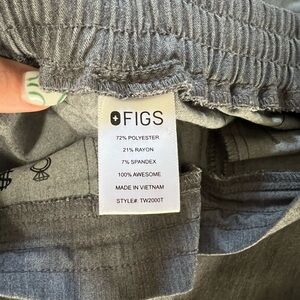 FIGS
72% POLYESTER
21% RAYON
7% SPANDEX
100% AWESOME
MADE IN VIETNAM
STYLE#: TW2000T